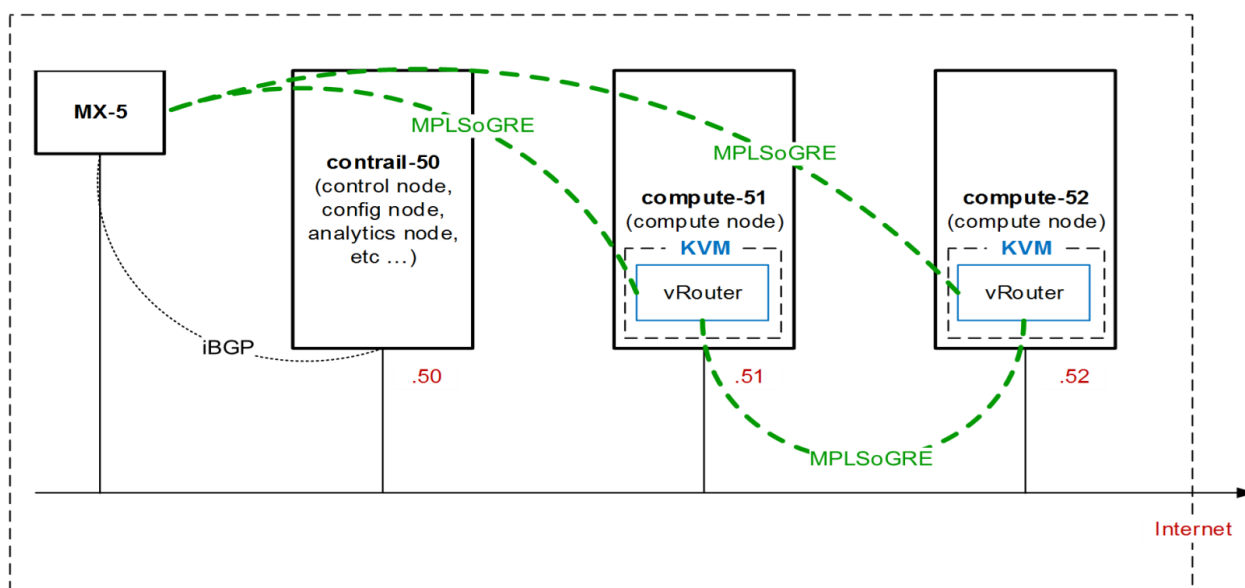 MX-5
contrail-50
(control node,
config node,
analytics node,
etc ...)
MPLSoGRE
compute-51
(compute node)
KVM
vRouter
MPLSoGRE
compute-52
(compute node)
KVM
vRouter
iBGP
.50
.51
.52
MPLSoGRE
Internet